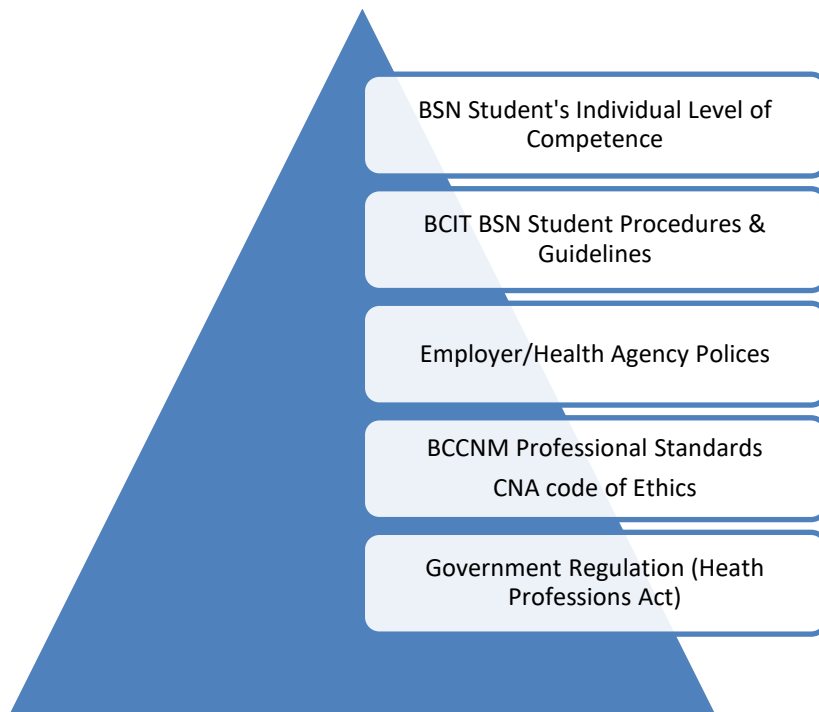 BSN Student's Individual Level of
Competence
BCIT BSN Student Procedures &
Guidelines
Employer/Health Agency Polices
BCCNM Professional Standards
CNA code of Ethics
Government Regulation (Heath
Professions Act)